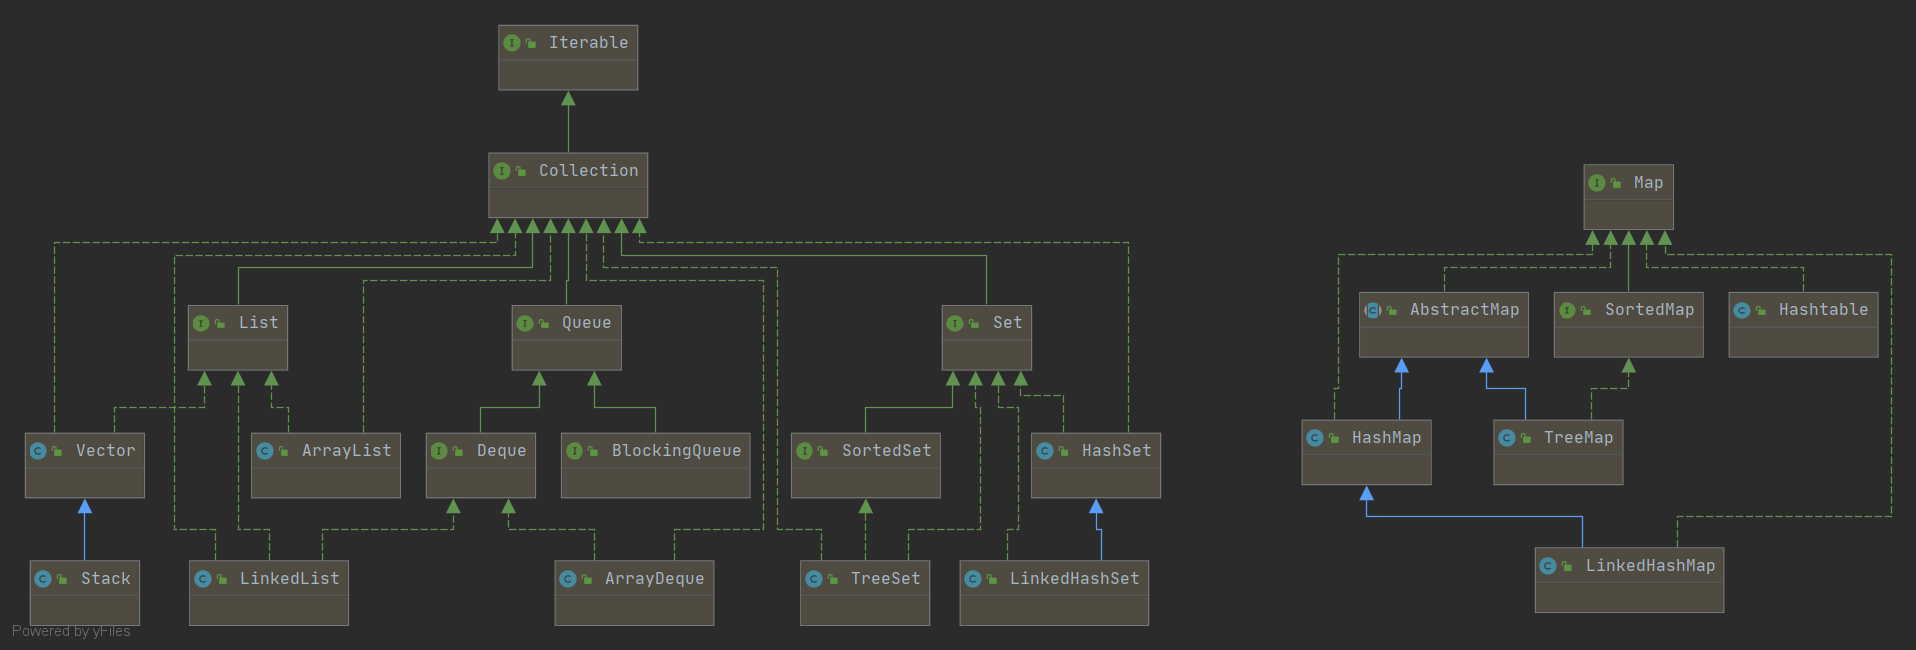 Iterable
Collection
Map
List
Queue
Set
AbstractMap
SortedMap
Hashtable
Vector
ArrayList
Deque
BlockingQueue
SortedSet
HashSet
HashMap
TreeMap
Stack
LinkedList
ArrayDeque
TreeSet
LinkedHashSet
LinkedHashMap
Powered by yFiles